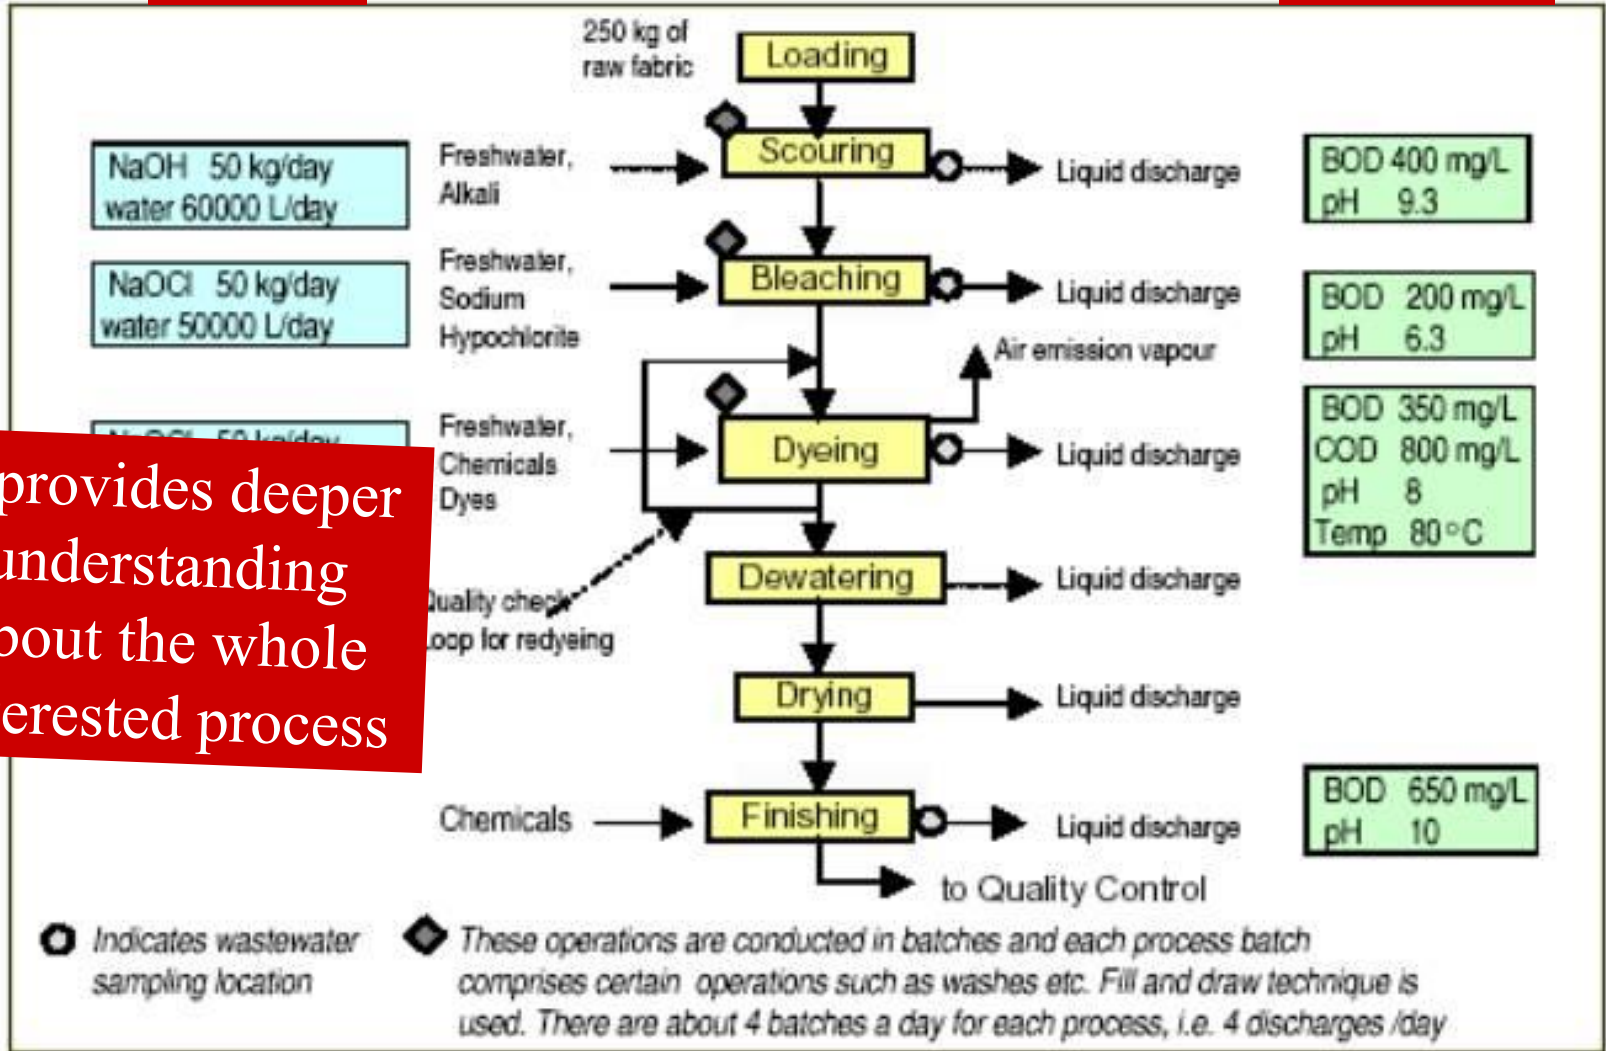 250 kg of
raw fabric
Loading
NaOH 50 kg/day
water 60000 L/day
Freshwater,
Alkali
Scouring
Liquid discharge
BOD 400 mg/L
pH 9.3
NaOCl 50 kg/day
water 50000 L/day
Freshwater,
Sodium
Hypochlorite
Bleaching
Liquid discharge
BOD 200 mg/L
pH 6.3
Air emission vapour
NaOCl 50 kg/day
Freshwater,
Chemicals
Dyes
Dyeing
Liquid discharge
BOD 350 mg/L
COD 800 mg/L
pH 8
Temp 80°C
provides deeper
understanding
bout the whole
erested process
Quality check
oop for redyeing
Dewatering
Liquid discharge
Drying
Liquid discharge
Chemicals
Finishing
Liquid discharge
BOD 650 mg/L
pH 10
to Quality Control
Indicates wastewater
sampling location
These operations are conducted in batches and each process batch
comprises certain operations such as washes etc. Fill and draw technique is
used. There are about 4 batches a day for each process, i.e. 4 discharges /day